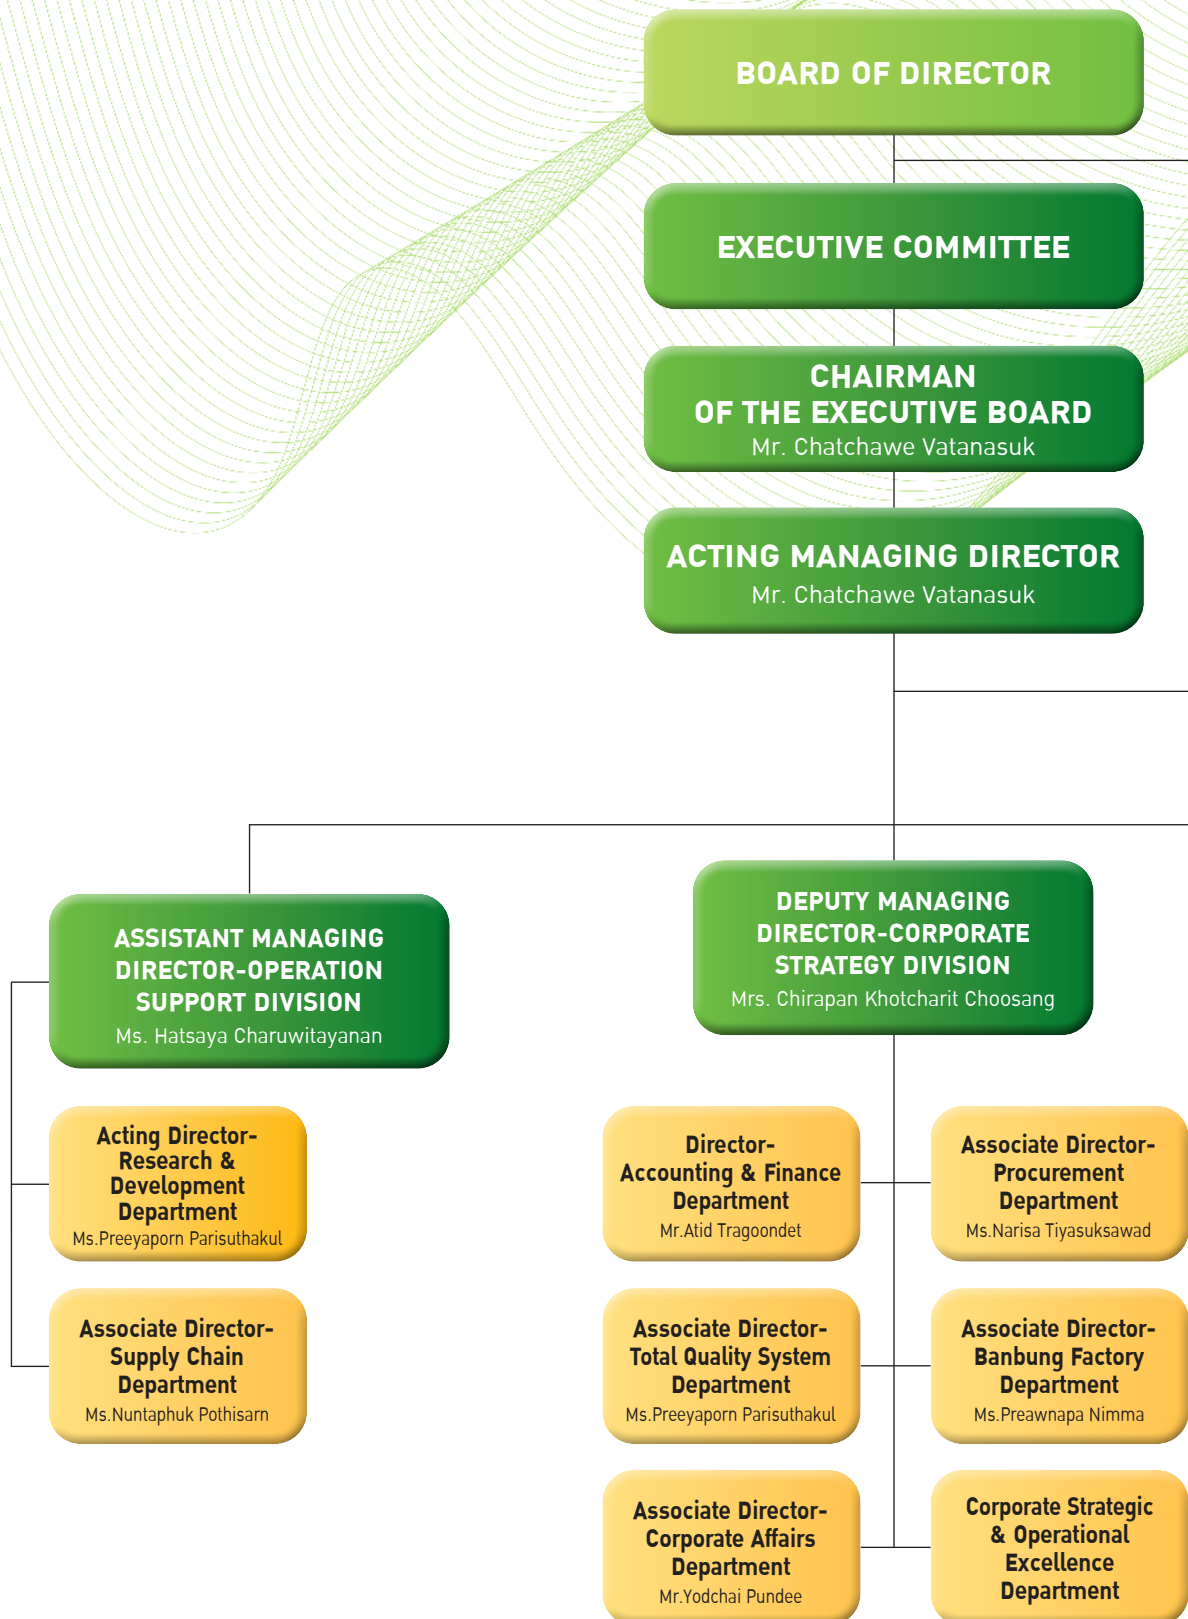 BOARD OF DIRECTOR
EXECUTIVE COMMITTEE
CHAIRMAN
OF THE EXECUTIVE BOARD
Mr. Chatchawe Vatanasuk
ACTING MANAGING DIRECTOR
Mr. Chatchawe Vatanasuk
ASSISTANT MANAGING
DIRECTOR-OPERATION
SUPPORT DIVISION
Ms. Hatsaya Charuwitayanan
DEPUTY MANAGING
DIRECTOR-CORPORATE
STRATEGY DIVISION
Mrs. Chirapan Khotcharit Choosang
Acting Director-
Research &
Development
Department
Ms.Preeyaporn Parisuthakul
Associate Director-
Supply Chain
Department
Ms.Nuntaphuk Pothisarn
Director-
Accounting & Finance
Department
Mr.Atid Tragoondet
Associate Director-
Procurement
Department
Ms.Narisa Tiyasuksawad
Associate Director-
Total Quality System
Department
Ms.Preeyaporn Parisuthakul
Associate Director-
Banbung Factory
Department
Ms.Preawnapa Nimma
Associate Director-
Corporate Affairs
Department
Mr.Yodchai Pundee
Corporate Strategic
& Operational
Excellence
Department